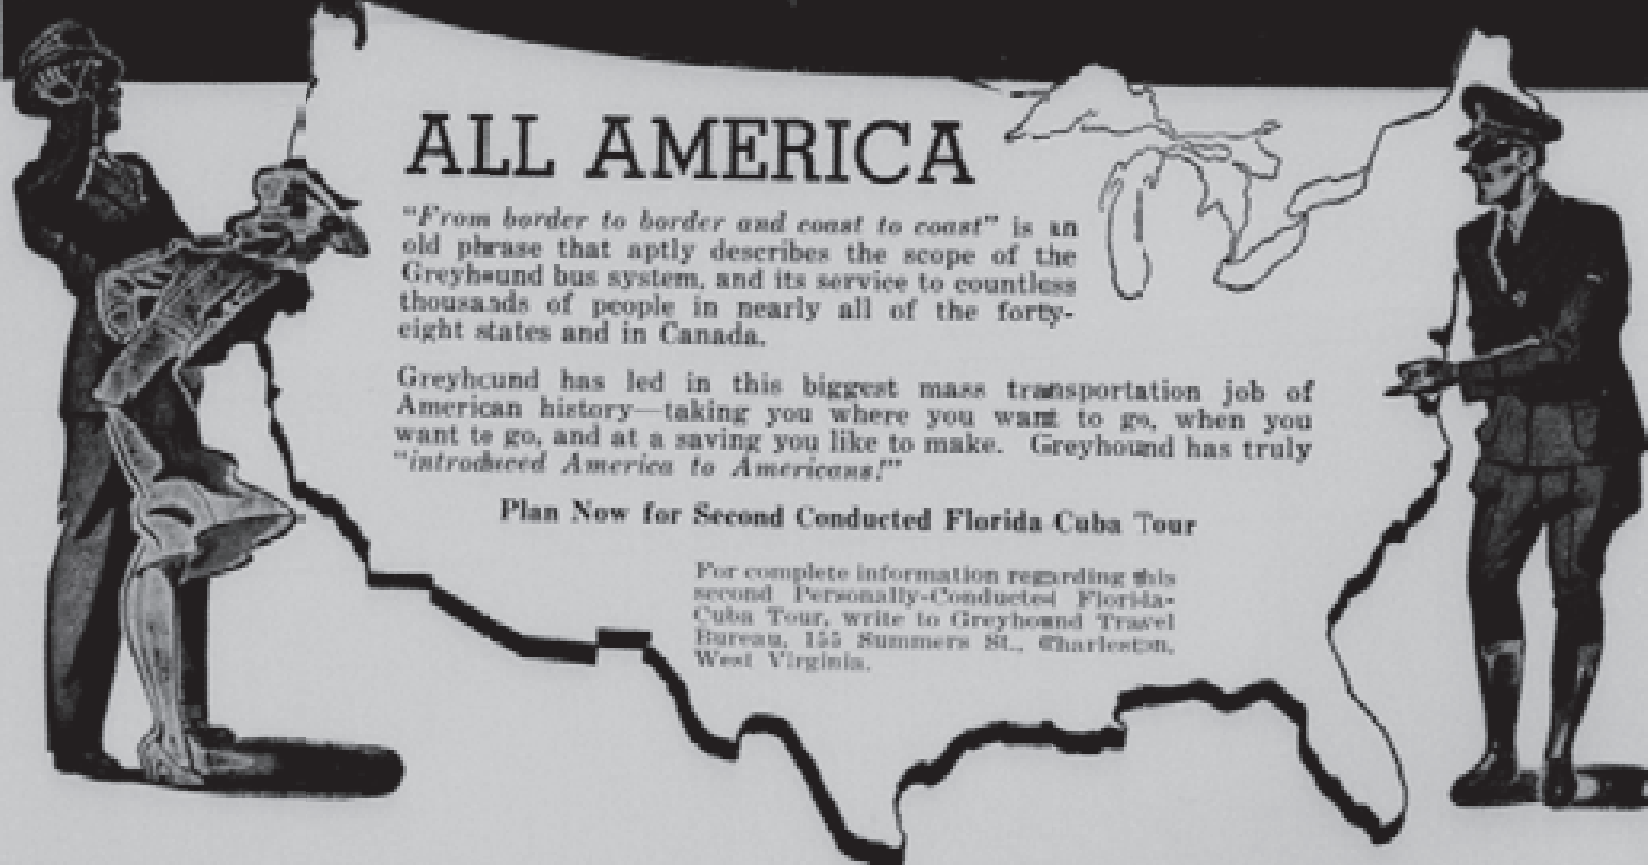 ALL AMERICA
"From border to border and coast to coast" is an
old phrase that aptly describes the scope of the
Greyhound bus system, and its service to countless
thousands of people in nearly all of the forty-
eight states and in Canada.
Greyhound has led in this biggest mass transportation job of
American history—taking you where you want to go, when you
want to go, and at a saving you like to make. Greyhound has truly
"introduced America to Americans!"
Plan Now for Second Conducted Florida Cuba Tour
For complete information regarding this
second Personally-Conducted Florida-
Cuba Tour, write to Greyhound Travel
Bureau, 155 Summers St., Charleston,
West Virginia.